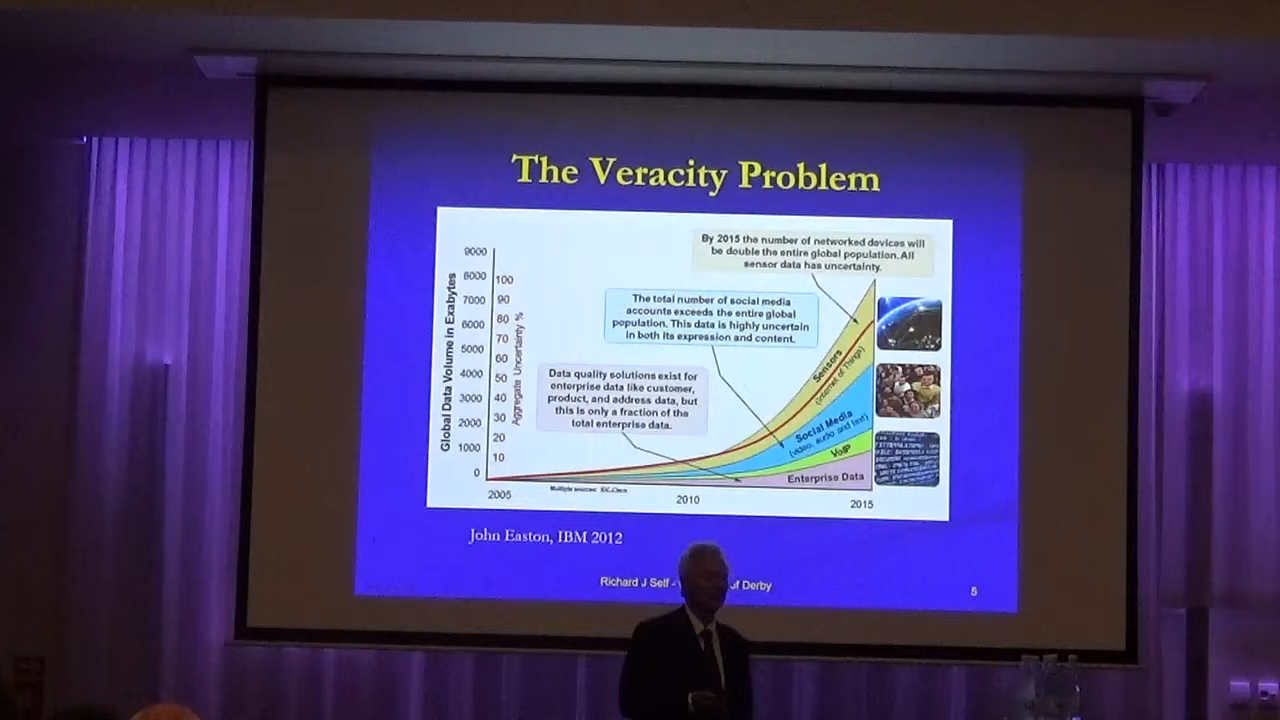 The Veracity Problem
By 2015 the number of networked devices will
be double the entire global population. All
sensor data has uncertainty.
The total number of social media
accounts exceeds the entire global
population. This data is highly uncertain
in both its expression and content.
Data quality solutions exist for
enterprise data like customer,
product, and address data, but
this is only a fraction of the
total enterprise data.
Global Data Volume in Exabytes
9000
8000
7000
6000
5000
4000
3000
2000
1000
0
Aggregate Uncertainty %
100
90
80
70
60
50
40
30
20
10
Sensors
(Internet of Things)
Social Media
(video, audio and text)
VoIP
Enterprise Data
Multiple sources:
2005
2010
2015
John Easton, IBM 2012
Richard J Self - of Derby
5